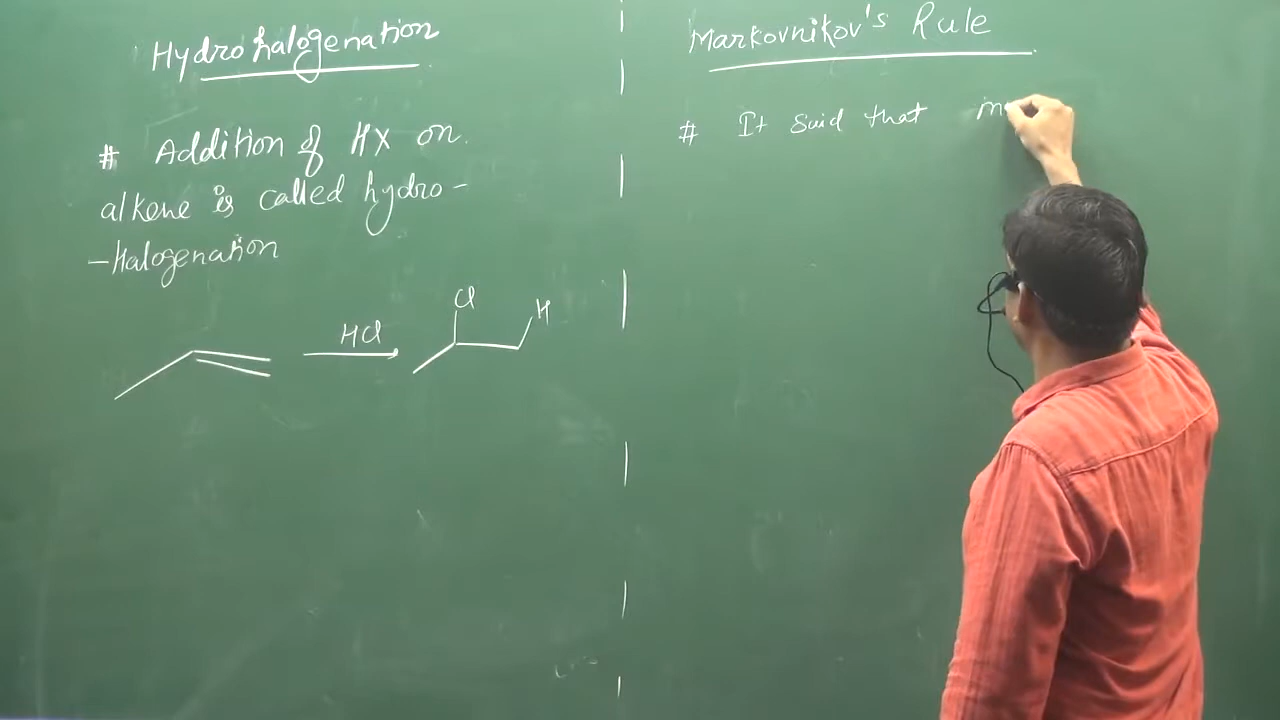 Hydrohalogenation
# Addition of HX on
alkene is called hydro-
-Halogenation
HCl
Cl
H
Markovnikov's Rule
# It said that